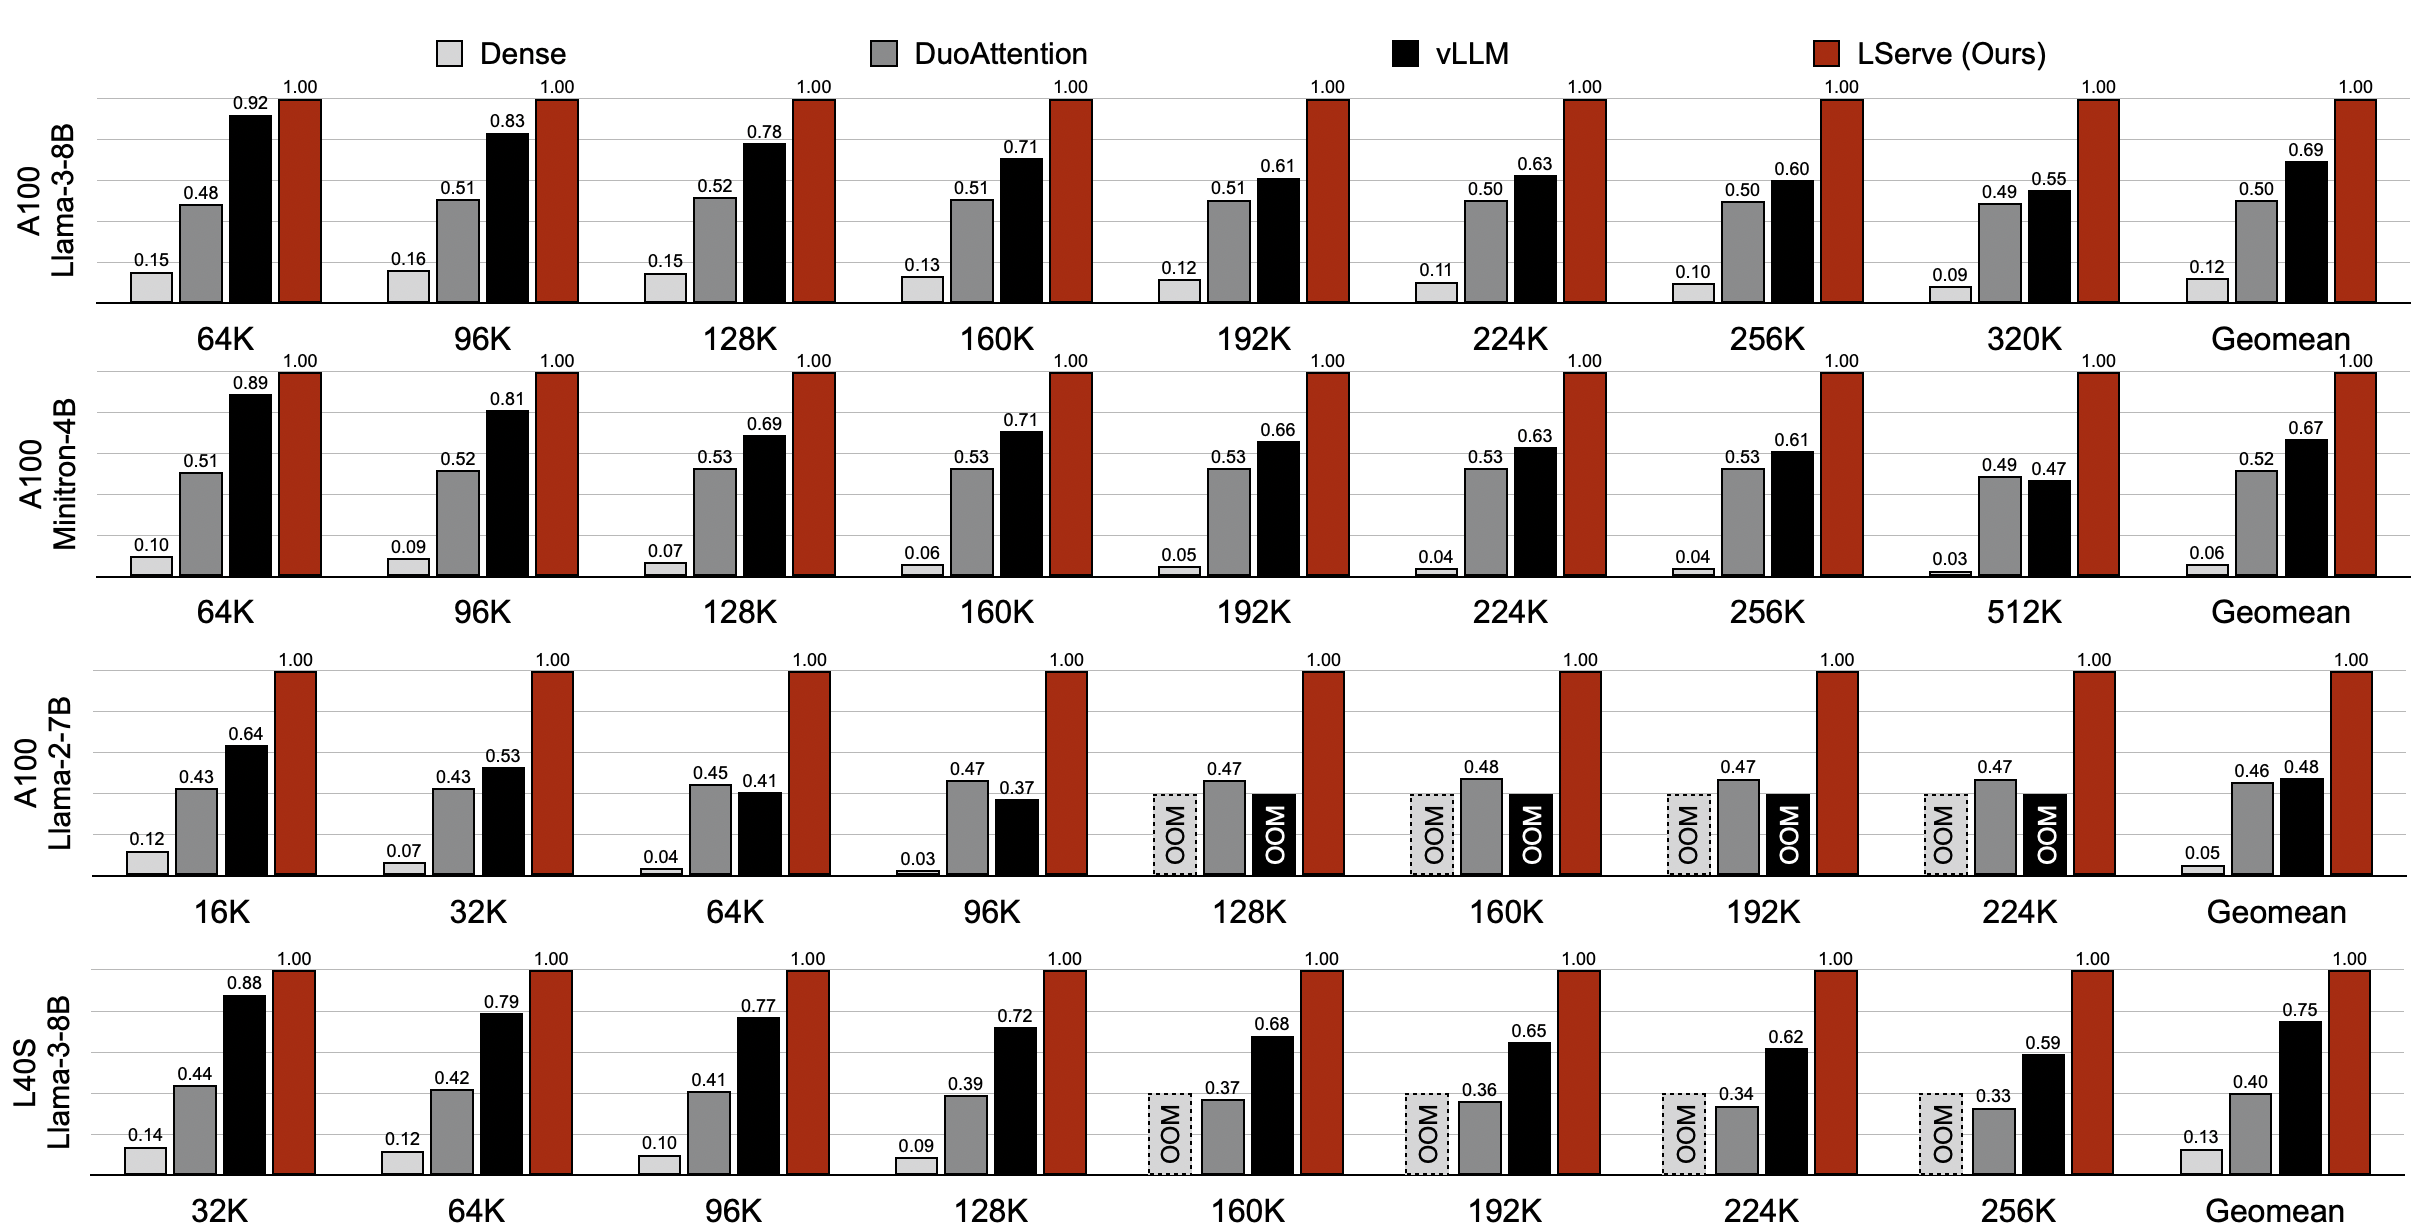 Dense DuoAttention vLLM LServe (Ours)
A100
Llama-3-8B
0.15 0.48 0.92 1.00 0.16 0.51 0.83 1.00 0.15 0.52 0.78 1.00 0.13 0.51 0.71 1.00 0.12 0.51 0.61 1.00 0.11 0.50 0.63 1.00 0.10 0.50 0.60 1.00 0.09 0.49 0.55 1.00 0.12 0.50 0.69 1.00
64K 96K 128K 160K 192K 224K 256K 320K Geomean
A100
Minitron-4B
0.10 0.51 0.89 1.00 0.09 0.52 0.81 1.00 0.07 0.53 0.69 1.00 0.06 0.53 0.71 1.00 0.05 0.53 0.66 1.00 0.04 0.53 0.63 1.00 0.04 0.53 0.61 1.00 0.03 0.49 0.47 1.00 0.06 0.52 0.67 1.00
64K 96K 128K 160K 192K 224K 256K 512K Geomean
A100
Llama-2-7B
0.12 0.43 0.64 1.00 0.07 0.43 0.53 1.00 0.04 0.45 0.41 1.00 0.03 0.47 0.37 1.00 OOM 0.47 OOM 1.00 OOM 0.48 OOM 1.00 OOM 0.47 OOM 1.00 OOM 0.47 OOM 1.00 0.05 0.46 0.48 1.00
16K 32K 64K 96K 128K 160K 192K 224K Geomean
L40S
Llama-3-8B
0.14 0.44 0.88 1.00 0.12 0.42 0.79 1.00 0.10 0.41 0.77 1.00 0.09 0.39 0.72 1.00 OOM 0.37 0.68 1.00 OOM 0.36 0.65 1.00 OOM 0.34 0.62 1.00 OOM 0.33 0.59 1.00 0.13 0.40 0.75 1.00
32K 64K 96K 128K 160K 192K 224K 256K Geomean